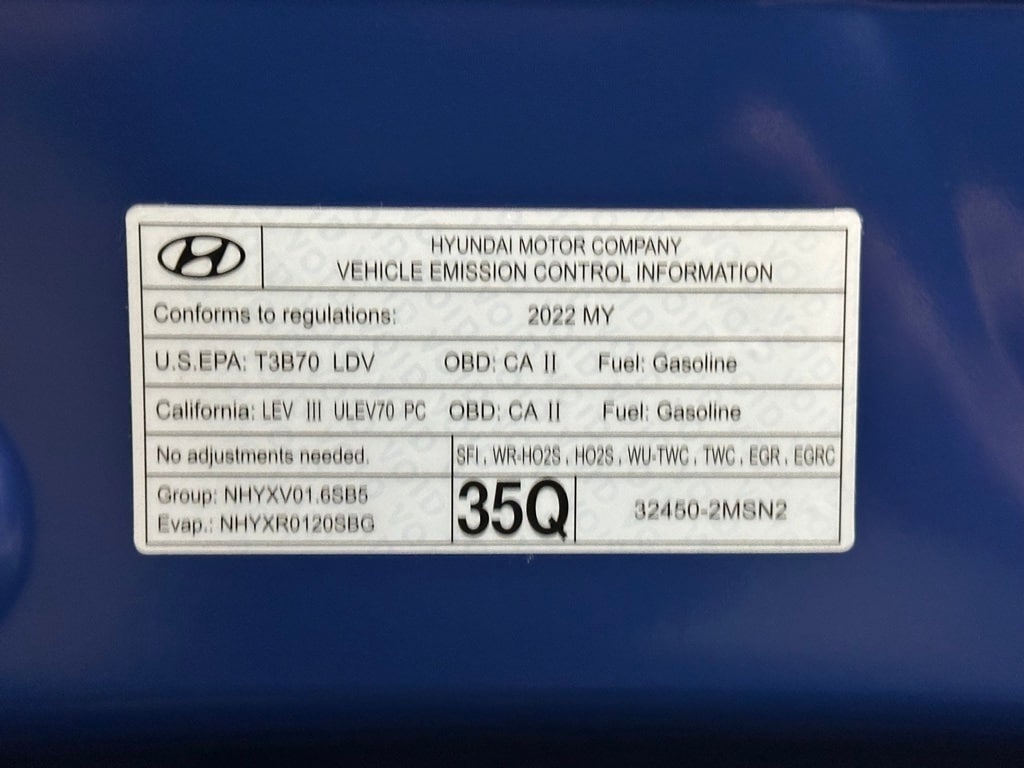 HYUNDAI MOTOR COMPANY
VEHICLE EMISSION CONTROL INFORMATION
Conforms to regulations: 2022 MY
U.S.EPA: T3B70 LDV OBD: CA II Fuel: Gasoline
California: LEV III ULEV70 PC OBD: CA II Fuel: Gasoline
No adjustments needed. SFI, WR-HO2S, HO2S, WU-TWC, TWC, EGR, EGRC
Group: NHYXV01.6SB5
Evap.: NHYXR0120SBG
35Q
32450-2MSN2